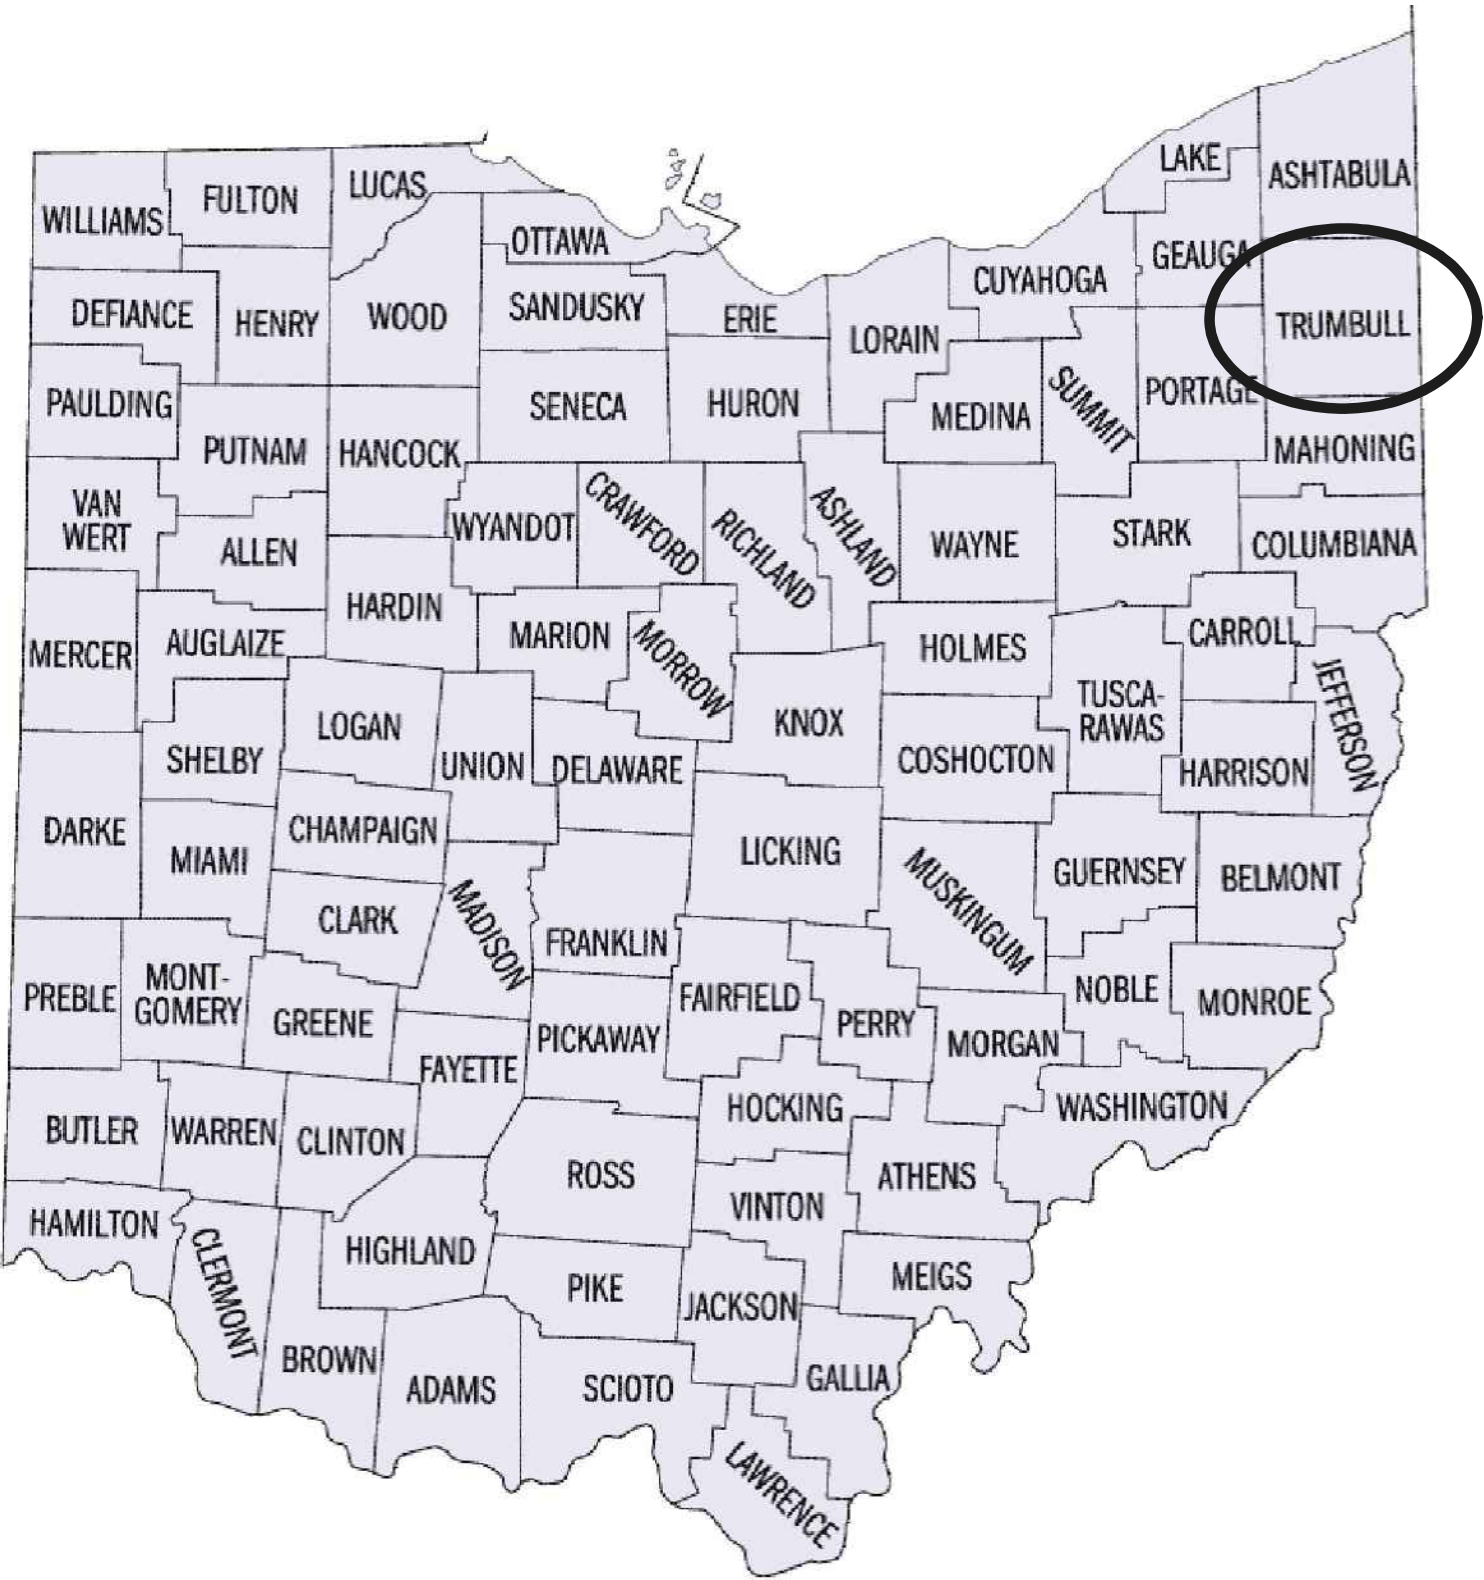 LAKE
ASHTABULA
LUCAS
FULTON
WILLIAMS
OTTAWA
GEAUGA
CUYAHOGA
DEFIANCE
HENRY
WOOD
SANDUSKY
ERIE
LORAIN
TRUMBULL
PAULDING
SENECA
HURON
MEDINA
SUMMIT
PORTAGE
PUTNAM
HANCOCK
MAHONING
VAN
WERT
ALLEN
WYANDOT
CRAWFORD
RICHLAND
ASHLAND
WAYNE
STARK
COLUMBIANA
MERCER
AUGLAIZE
HARDIN
MARION
MORROW
HOLMES
CARROLL
JEFFERSON
TUSCA-
RAWAS
LOGAN
KNOX
SHELBY
UNION
DELAWARE
COSHOCTON
HARRISON
DARKE
CHAMPAIGN
MIAMI
LICKING
MUSKINGUM
GUERNSEY
BELMONT
CLARK
MADISON
FRANKLIN
PREBLE
MONT-
GOMERY
GREENE
FAIRFIELD
PERRY
NOBLE
MONROE
PICKAWAY
MORGAN
FAYETTE
HOCKING
WASHINGTON
BUTLER
WARREN
CLINTON
ROSS
ATHENS
VINTON
HAMILTON
CLERMONT
HIGHLAND
PIKE
MEIGS
JACKSON
BROWN
ADAMS
SCIOTO
GALLIA
LAWRENCE